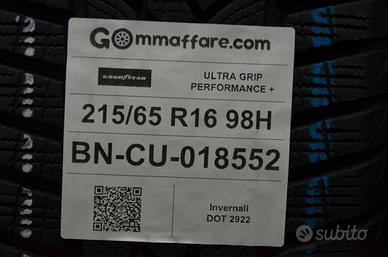 GOmmaffare.com
GOODYEAR
ULTRA GRIP
PERFORMANCE +
215/65 R16 98H
BN-CU-018552
Invernali
DOT 2922
subito